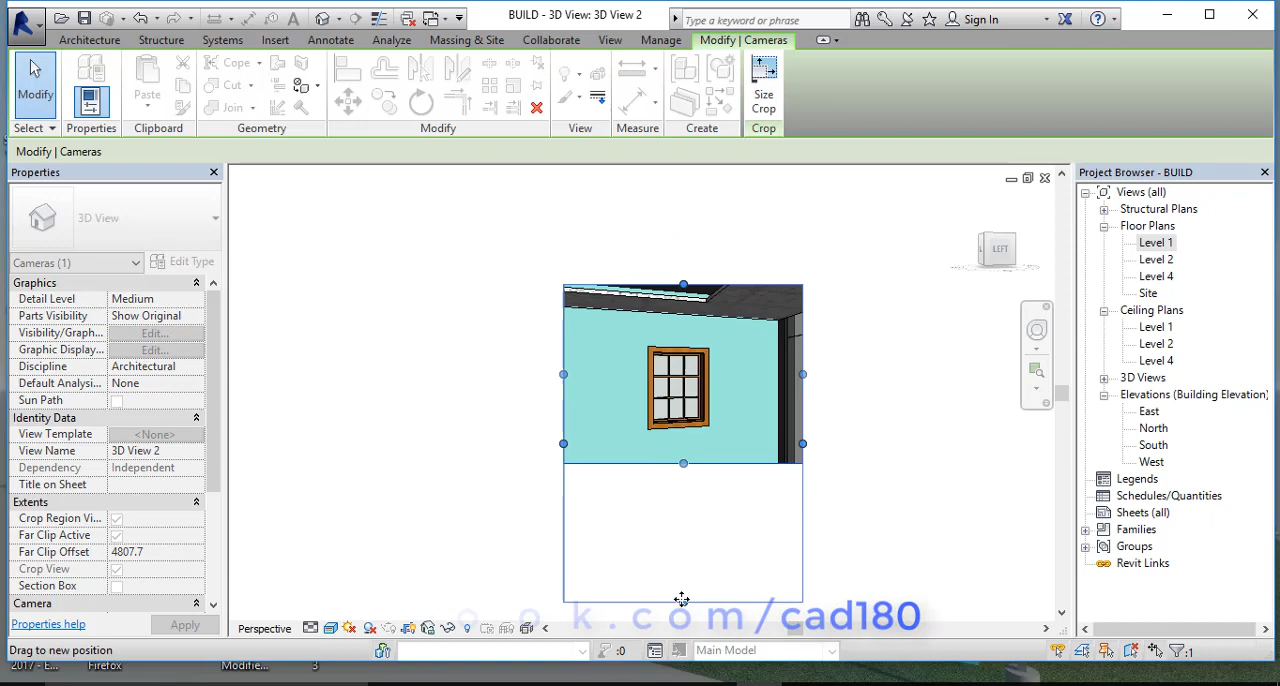 BUILD - 3D View: 3D View 2
Type a keyword or phrase
Sign In
Architecture Structure Systems Insert Annotate Analyze Massing & Site Collaborate View Manage Modify | Cameras
Modify
Paste
Cope
Cut
Join
Size Crop
Select Properties Clipboard Geometry Modify View Measure Create Crop
Modify | Cameras
Properties
3D View
Cameras (1) Edit Type
Graphics
Detail Level Medium
Parts Visibility Show Original
Visibility/Graph... Edit...
Graphic Display... Edit...
Discipline Architectural
Default Analysi... None
Sun Path
Identity Data
View Template <None>
View Name 3D View 2
Dependency Independent
Title on Sheet
Extents
Crop Region Vi...
Far Clip Active
Far Clip Offset 4807.7
Crop View
Section Box
Camera
Properties help Apply
LEFT
Project Browser - BUILD
Views (all)
Structural Plans
Floor Plans
Level 1
Level 2
Level 4
Site
Ceiling Plans
Level 1
Level 2
Level 4
3D Views
Elevations (Building Elevation)
East
North
South
West
Legends
Schedules/Quantities
Sheets (all)
Families
Groups
Revit Links
Perspective
o o k . c o m / cad180
Drag to new position
:0
Main Model
:1
2017 - E... Firefox Modifie... 3